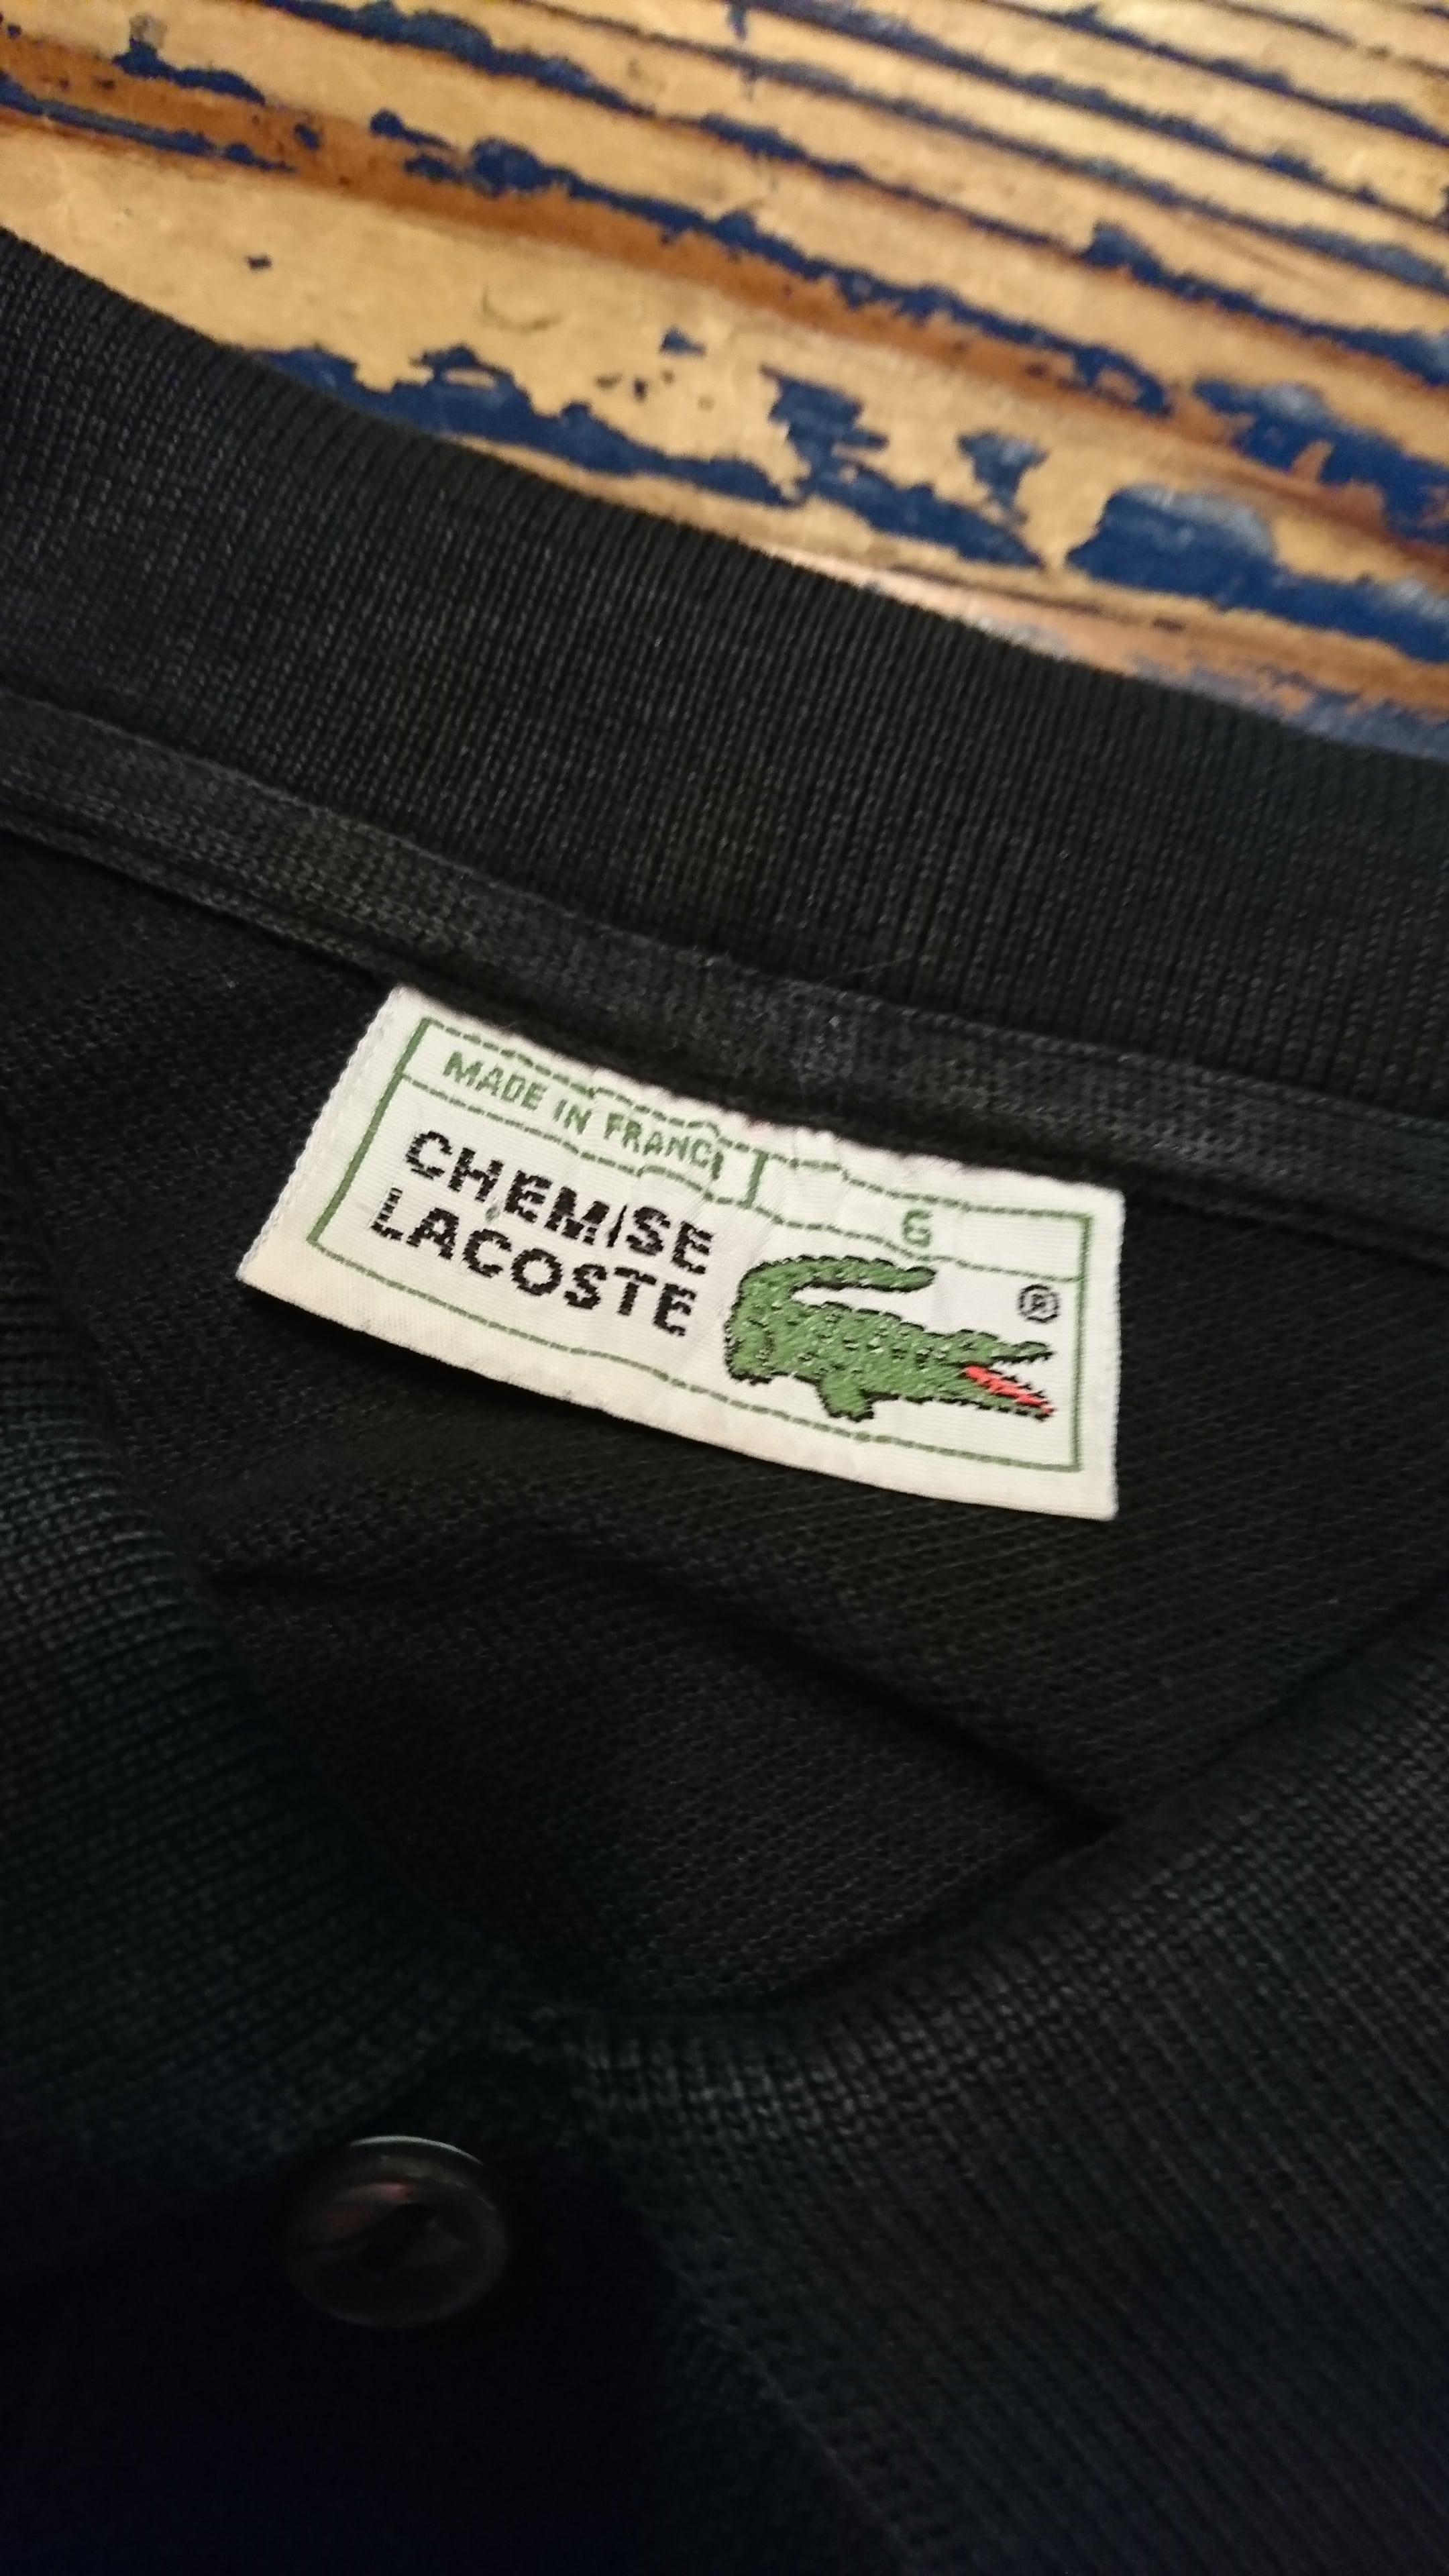 MADE IN FRANCE
6
CHEMISE
LACOSTE
®